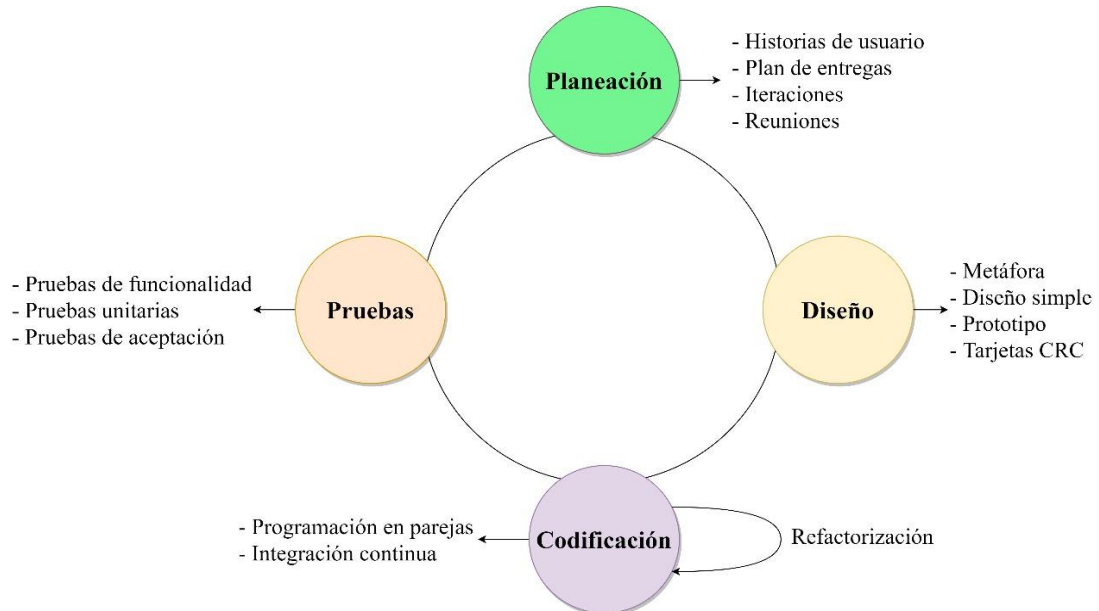 Planeación
- Historias de usuario
- Plan de entregas
- Iteraciones
- Reuniones
- Pruebas de funcionalidad
- Pruebas unitarias
- Pruebas de aceptación
Pruebas
Diseño
- Metáfora
- Diseño simple
- Prototipo
- Tarjetas CRC
- Programación en parejas
- Integración continua
Codificación
Refactorización